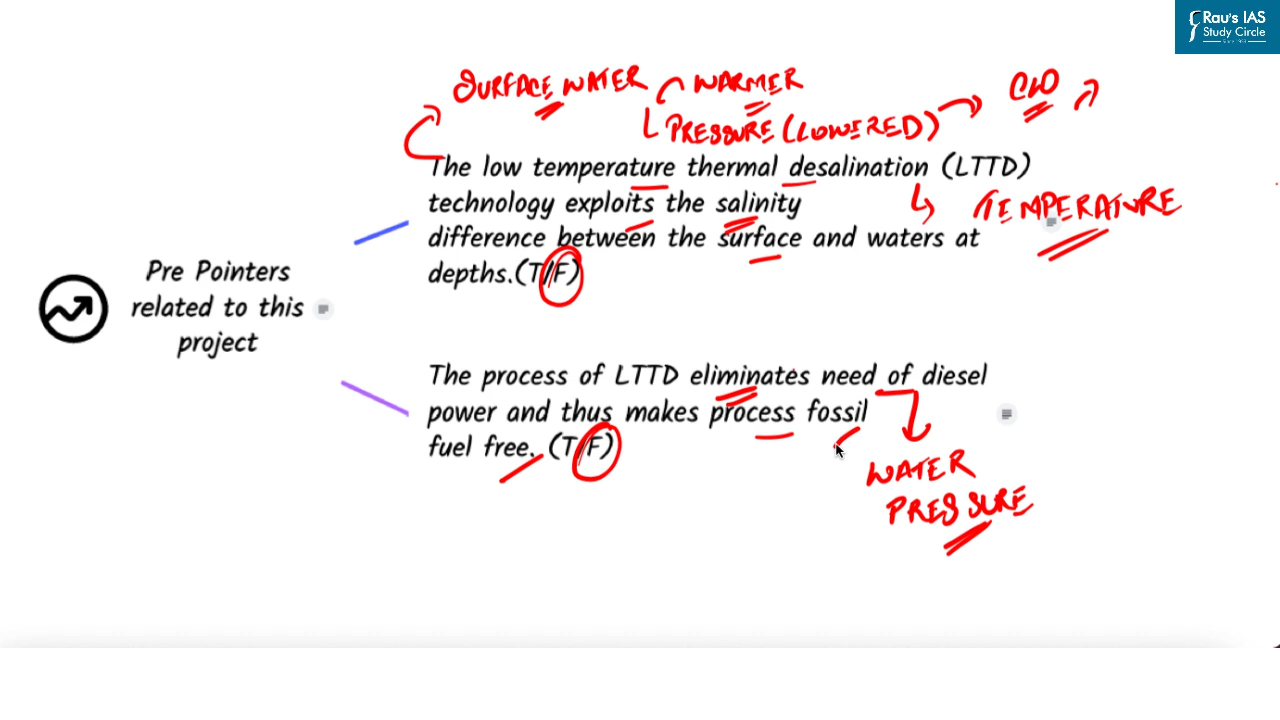 Rau's IAS
Study Circle
SURFACE WATER
WARMER
PRESSURE (LOWERED)
The low temperature thermal desalination (LTTD)
technology exploits the salinity
difference between the surface and waters at
depths.(T/F)
TEMPERATURE
Pre Pointers
related to this
project
The process of LTTD eliminates need of diesel
power and thus makes process fossil
fuel free. (T/F)
WATER
PRESSURE